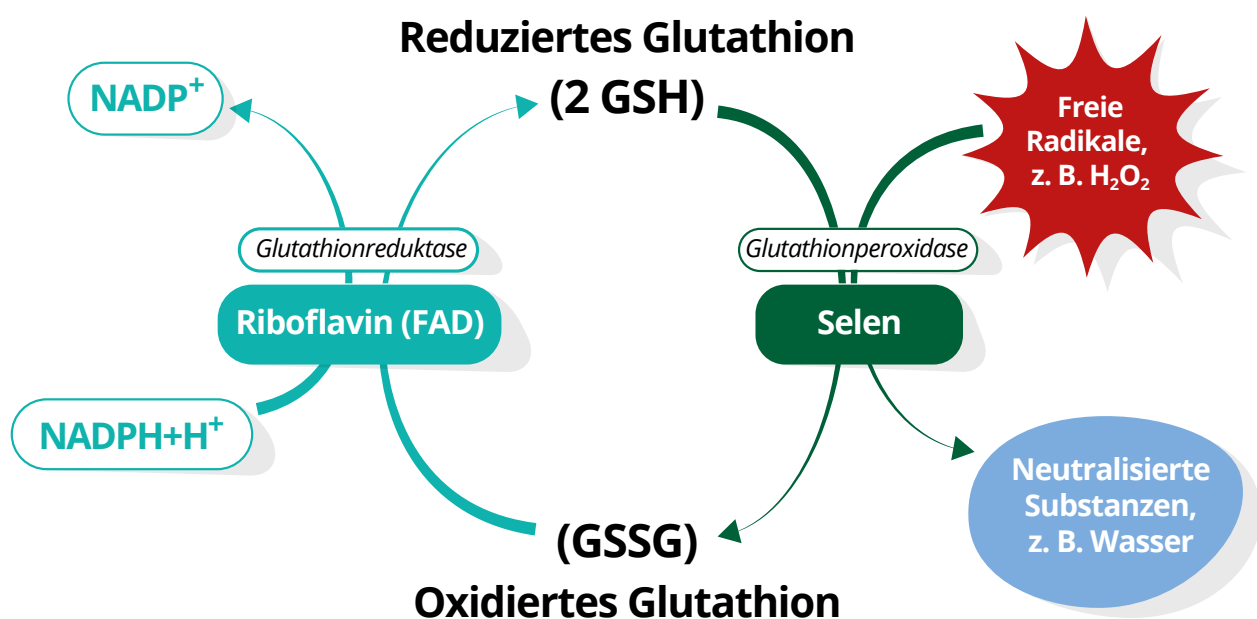 Reduziertes Glutathion
(2 GSH)
NADP⁺
Freie
Radikale,
z. B. H₂O₂
Glutathionreduktase
Glutathionperoxidase
Riboflavin (FAD)
Selen
NADPH+H⁺
Neutralisierte
Substanzen,
z. B. Wasser
(GSSG)
Oxidiertes Glutathion